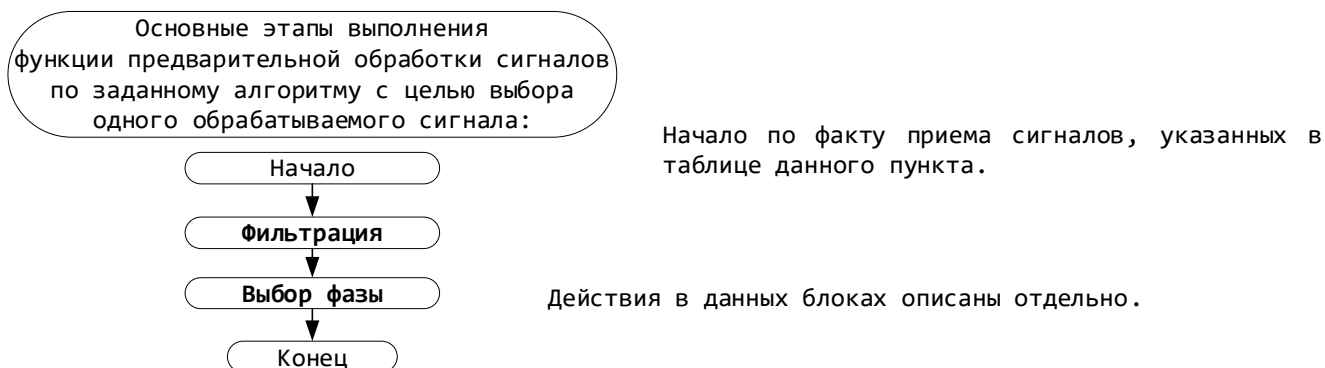 Основные этапы выполнения
функции предварительной обработки сигналов
по заданному алгоритму с целью выбора
одного обрабатываемого сигнала:
Начало по факту приема сигналов, указанных в
таблице данного пункта.
Начало
Фильтрация
Выбор фазы
Действия в данных блоках описаны отдельно.
Конец